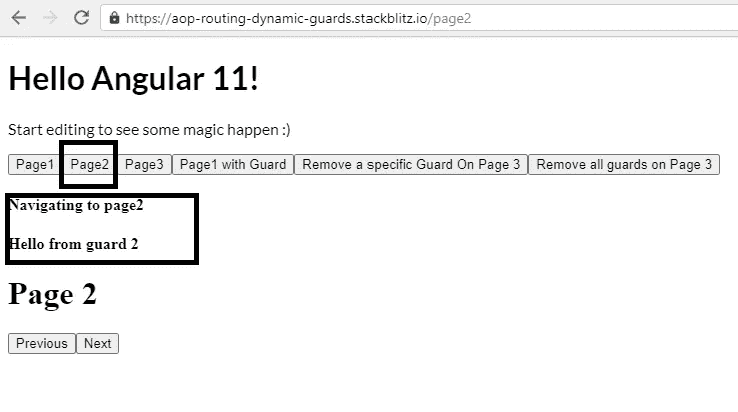 https://aop-routing-dynamic-guards.stackblitz.io/page2
Hello Angular 11!
Start editing to see some magic happen :)
Page1 Page2 Page3 Page1 with Guard Remove a specific Guard On Page 3 Remove all guards on Page 3
Navigating to page2
Hello from guard 2
Page 2
Previous Next